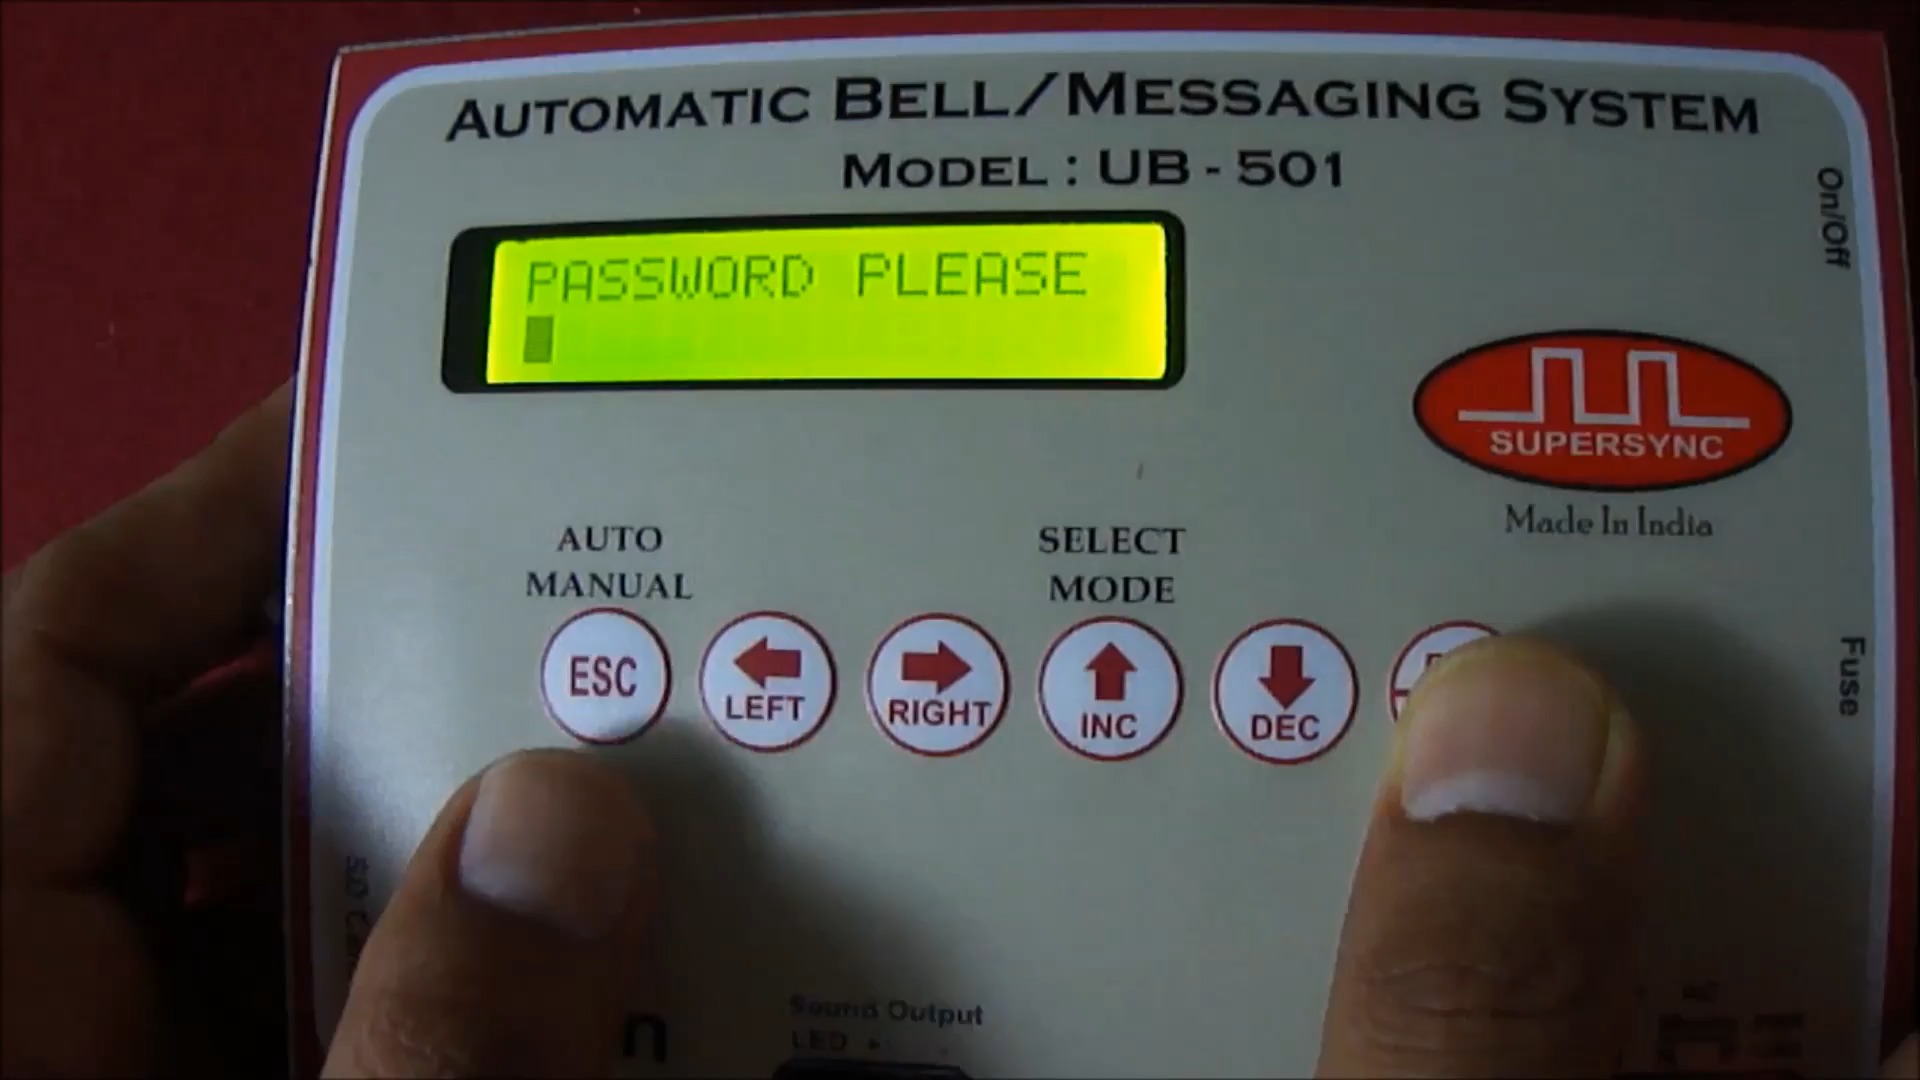 AUTOMATIC BELL/MESSAGING SYSTEM
MODEL : UB - 501
On/Off
PASSWORD PLEASE
SUPERSYNC
Made In India
AUTO
MANUAL
SELECT
MODE
ESC
LEFT
RIGHT
INC
DEC
Fuse
Sound Output
LED +